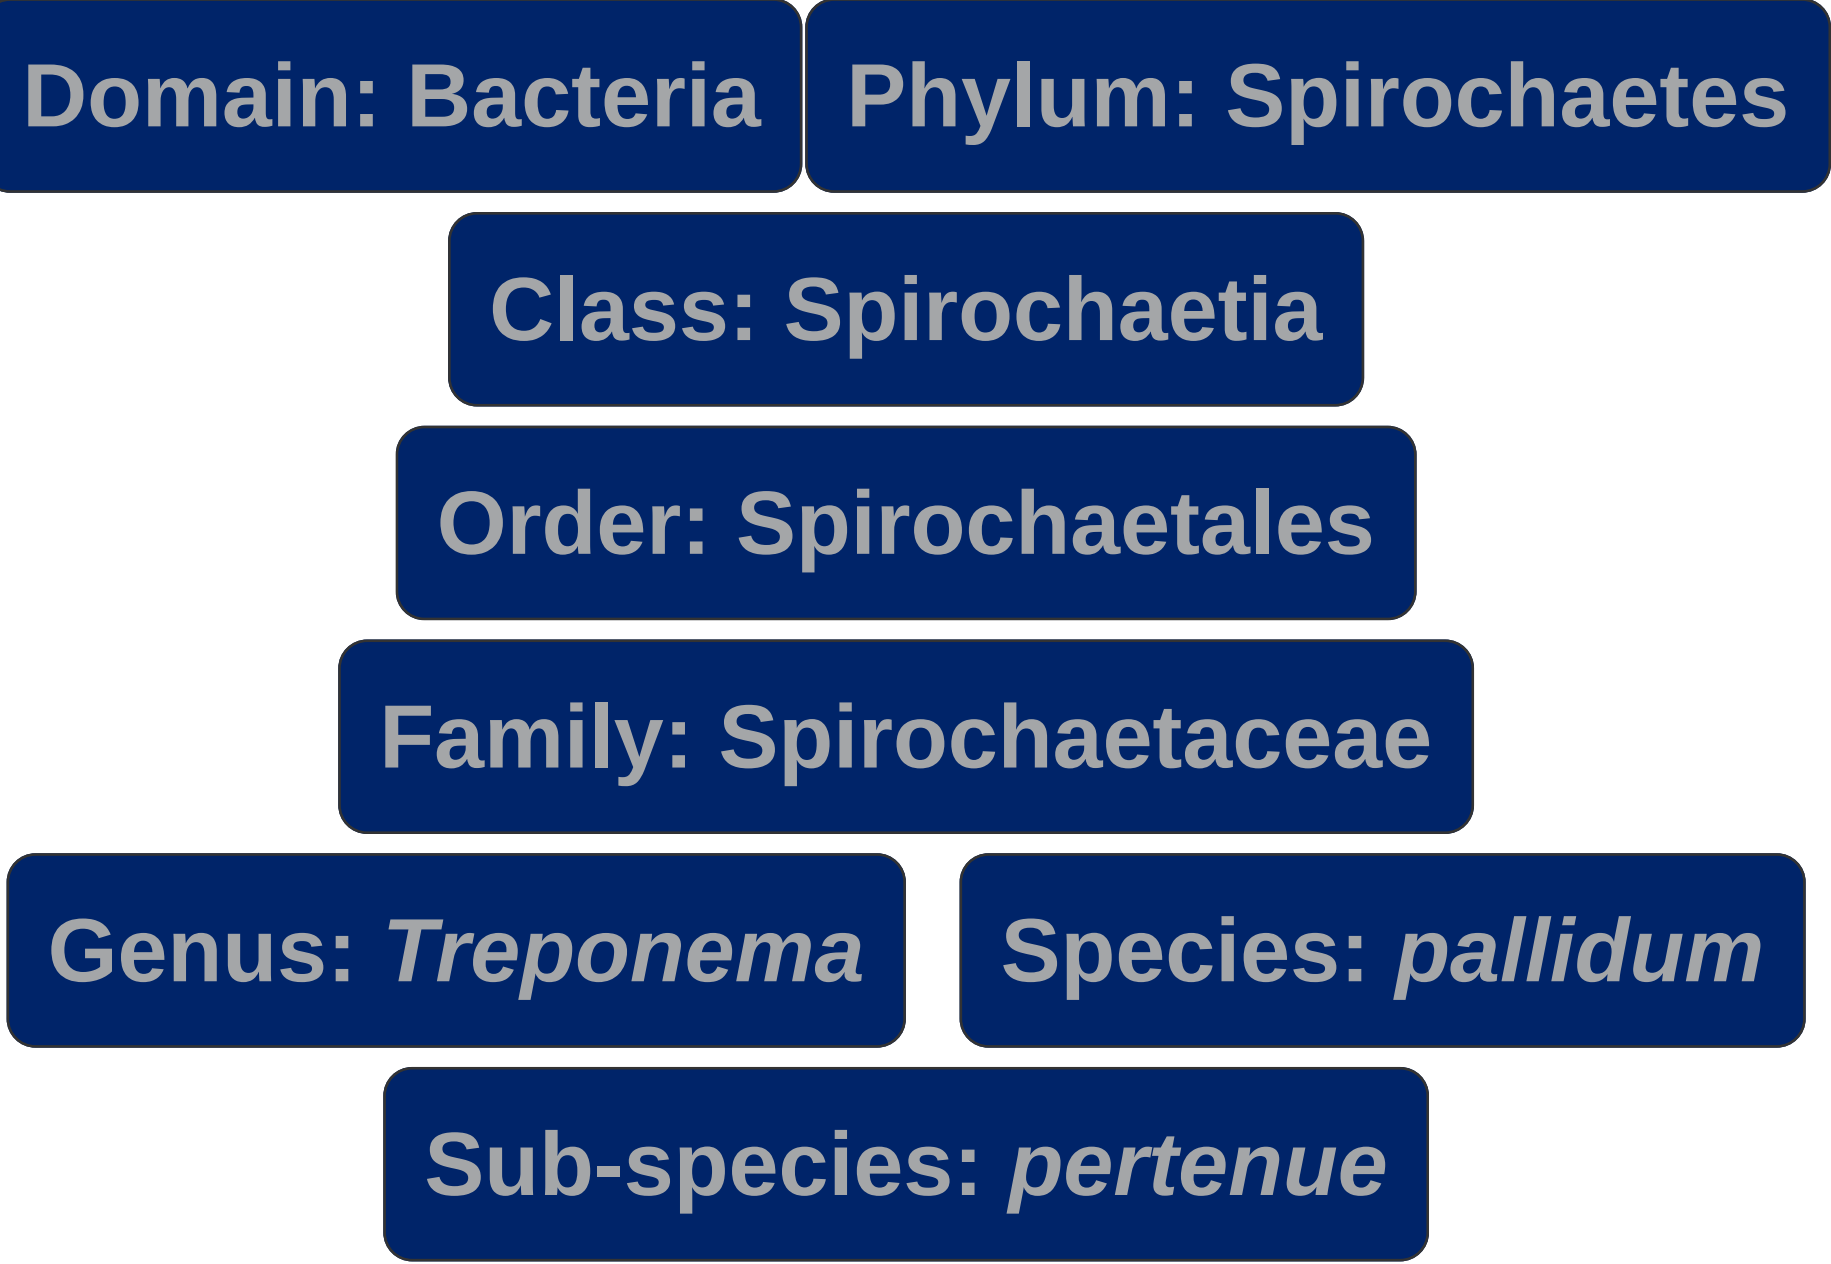 Domain: Bacteria
Phylum: Spirochaetes
Class: Spirochaetia
Order: Spirochaetales
Family: Spirochaetaceae
Genus: Treponema
Species: pallidum
Sub-species: pertenue